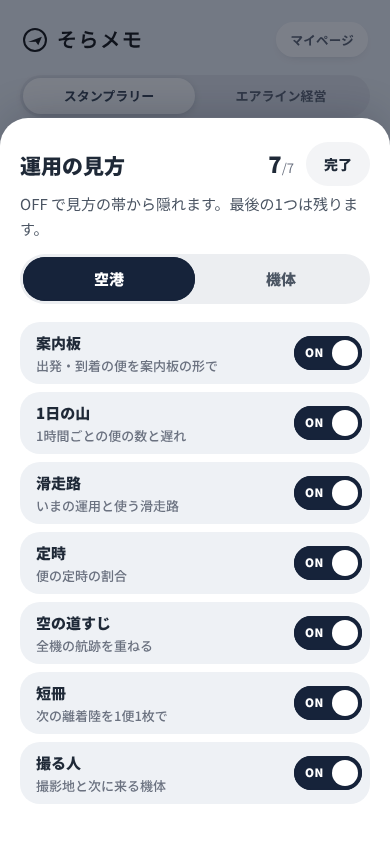 そらメモ
マイページ
スタンプラリー
エアライン経営
運用の見方
7/7
完了
OFF で見方の帯から隠れます。最後の1つは残りま
す。
空港
機体
案内板
出発・到着の便を案内板の形で
ON
1日の山
1時間ごとの便の数と遅れ
ON
滑走路
いまの運用と使う滑走路
ON
定時
便の定時の割合
ON
空の道すじ
全機の航跡を重ねる
ON
短冊
次の離着陸を1便1枚で
ON
撮る人
撮影地と次に来る機体
ON